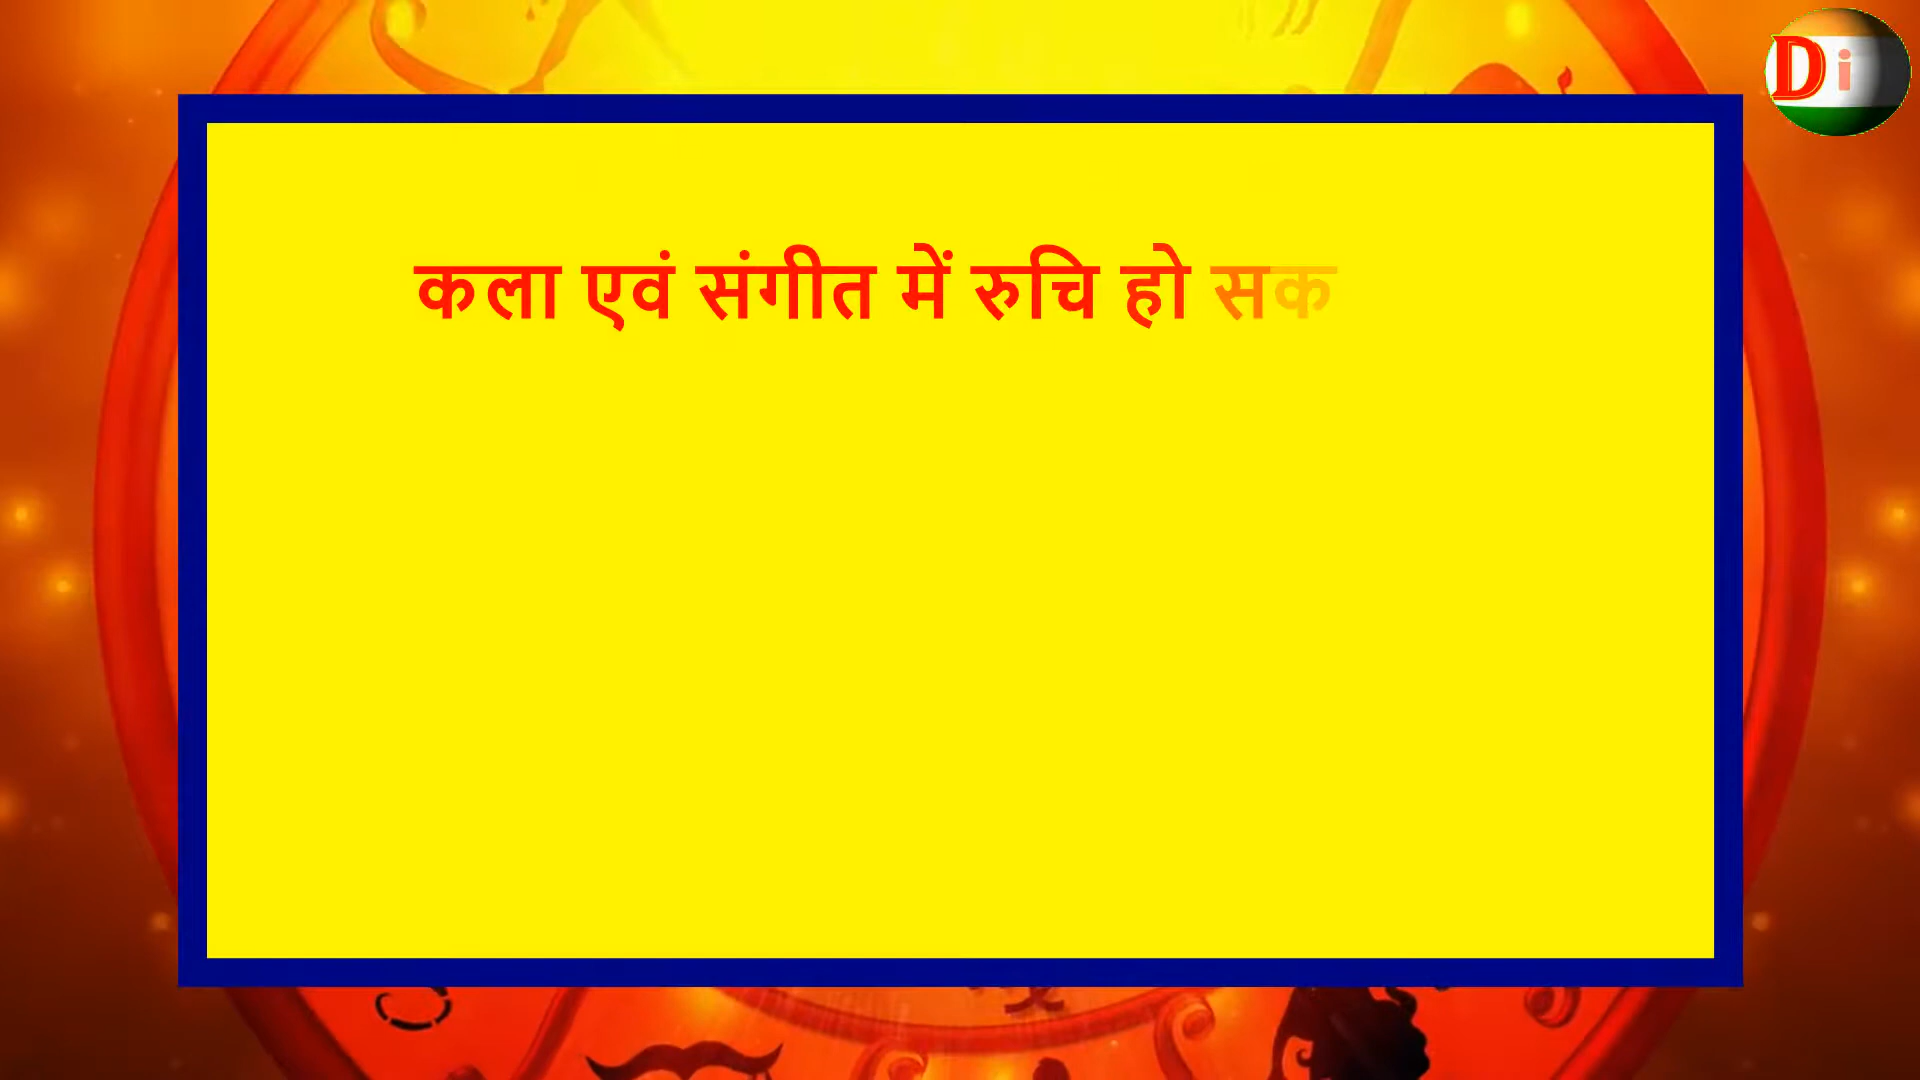 Di
कला एवं संगीत में रुचि हो सक